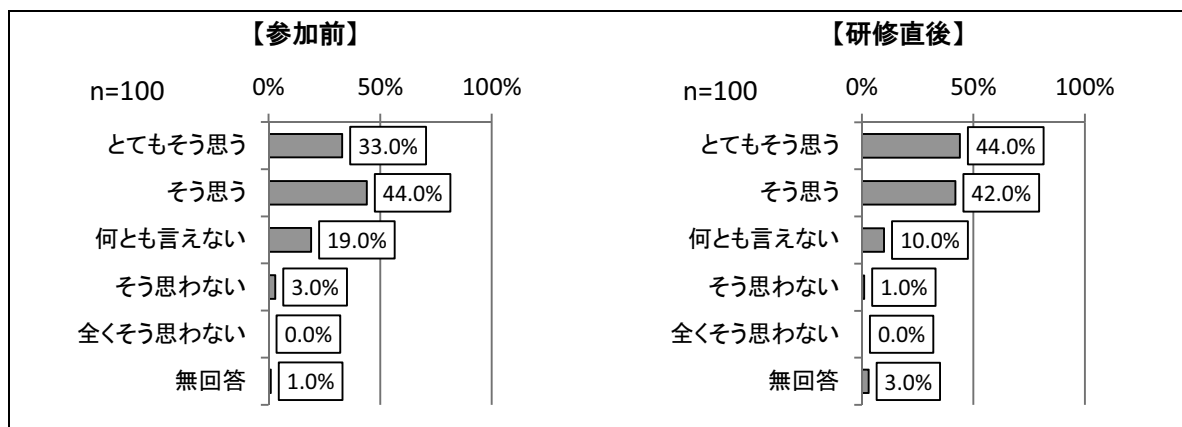 【参加前】
n=100
0% 50% 100%
とてもそう思う 33.0%
そう思う 44.0%
何とも言えない 19.0%
そう思わない 3.0%
全くそう思わない 0.0%
無回答 1.0%
【研修直後】
n=100
0% 50% 100%
とてもそう思う 44.0%
そう思う 42.0%
何とも言えない 10.0%
そう思わない 1.0%
全くそう思わない 0.0%
無回答 3.0%